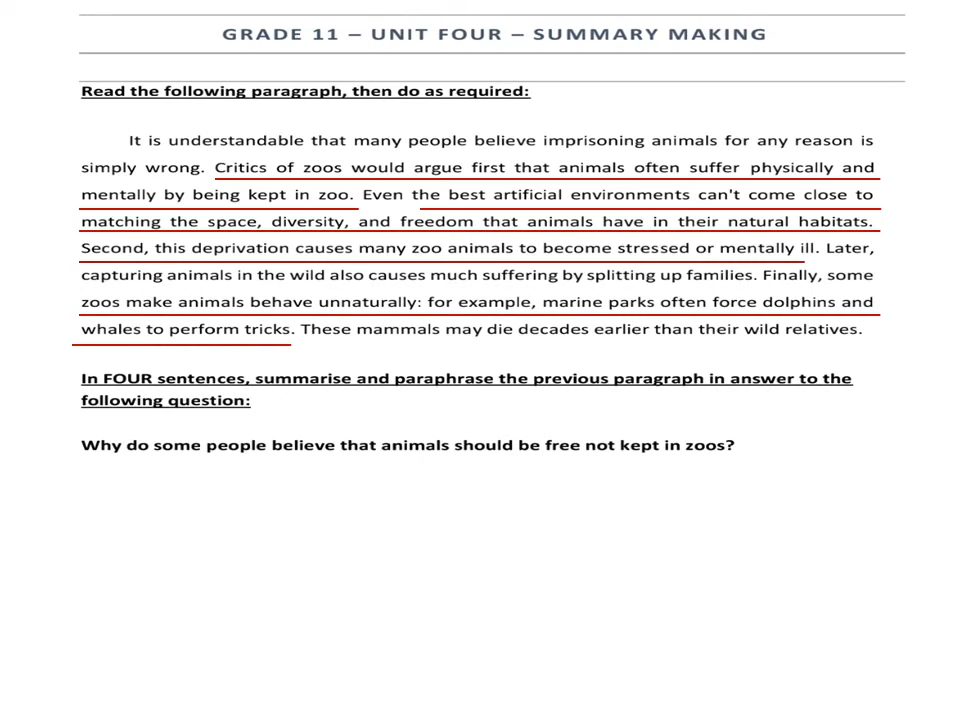 GRADE 11 – UNIT FOUR – SUMMARY MAKING
Read the following paragraph, then do as required:
It is understandable that many people believe imprisoning animals for any reason is
simply wrong. Critics of zoos would argue first that animals often suffer physically and
mentally by being kept in zoo. Even the best artificial environments can't come close to
matching the space, diversity, and freedom that animals have in their natural habitats.
Second, this deprivation causes many zoo animals to become stressed or mentally ill. Later,
capturing animals in the wild also causes much suffering by splitting up families. Finally, some
zoos make animals behave unnaturally: for example, marine parks often force dolphins and
whales to perform tricks. These mammals may die decades earlier than their wild relatives.
In FOUR sentences, summarise and paraphrase the previous paragraph in answer to the
following question:
Why do some people believe that animals should be free not kept in zoos?